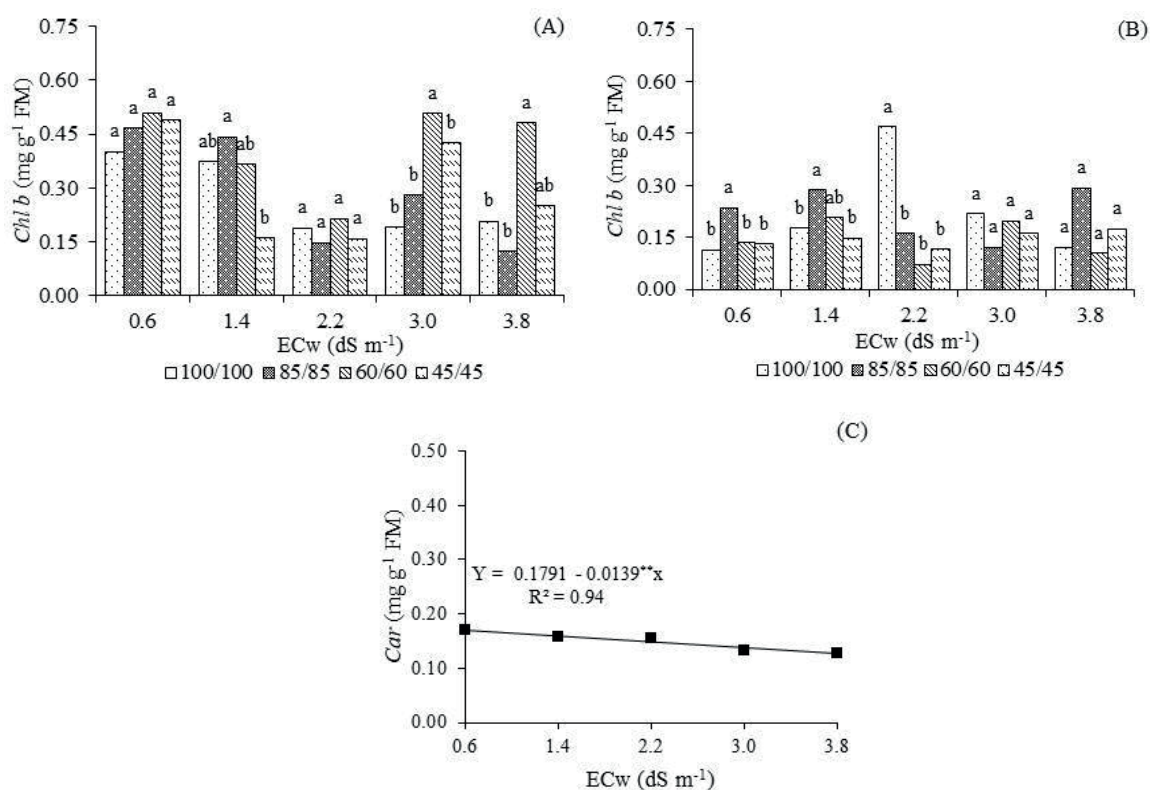 (A)
0.75
0.60
0.45
0.30
0.15
0.00
Chl b (mg g⁻¹ FM)
a a a a
ab a ab b
a a a a
b b a b
b b a ab
0.6 1.4 2.2 3.0 3.8
ECw (dS m⁻¹)
100/100 85/85 60/60 45/45
(B)
0.75
0.60
0.45
0.30
0.15
0.00
Chl b (mg g⁻¹ FM)
b a b b
b a ab b
a b b b
a a a a
a a a a
0.6 1.4 2.2 3.0 3.8
ECw (dS m⁻¹)
100/100 85/85 60/60 45/45
(C)
0.50
0.40
0.30
0.20
0.10
0.00
Car (mg g⁻¹ FM)
Y = 0.1791 - 0.0139**x
R² = 0.94
0.6 1.4 2.2 3.0 3.8
ECw (dS m⁻¹)